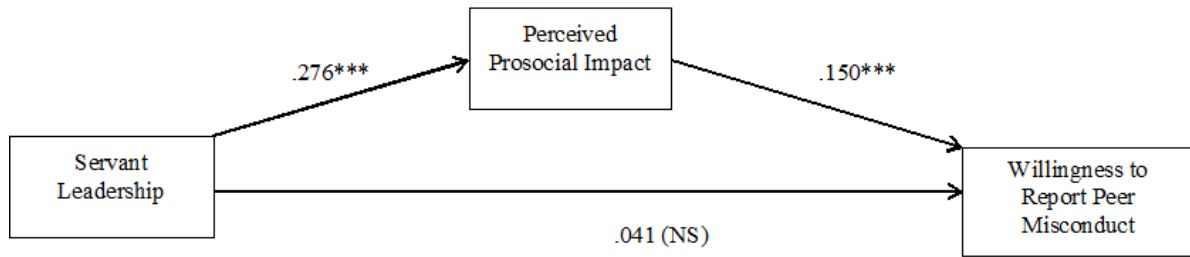 Perceived
Prosocial Impact
.276***
.150***
Servant
Leadership
Willingness to
Report Peer
Misconduct
.041 (NS)